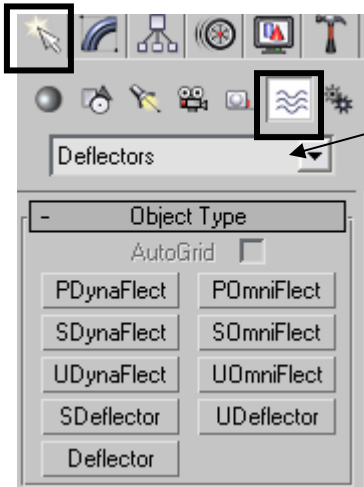 Deflectors
- Object Type
AutoGrid
PDynaFlect POmniFlect
SDynaFlect SOmniFlect
UDynaFlect UOmniFlect
SDeflector UDeflector
Deflector